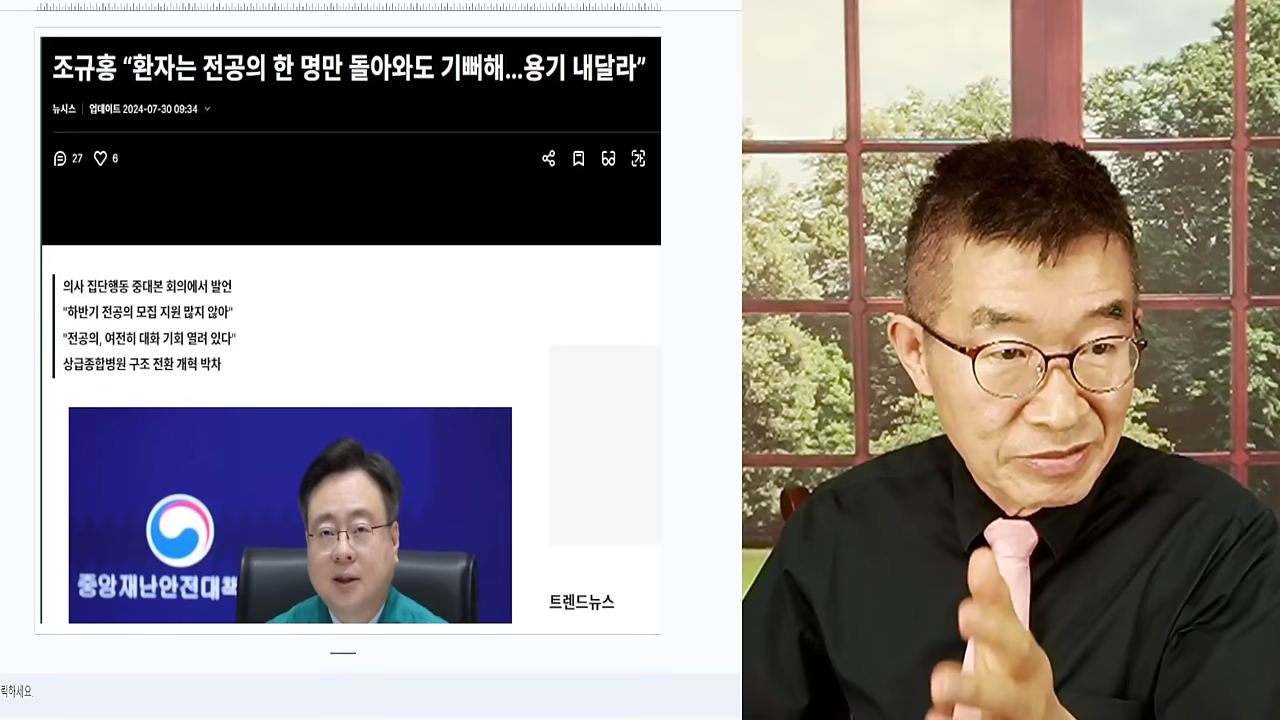 조규홍 “환자는 전공의 한 명만 돌아와도 기뻐해…용기 내달라”
뉴시스 업데이트 2024-07-30 09:34
27 6
의사 집단행동 중대본 회의에서 발언
"하반기 전공의 모집 지원 많지 않아"
"전공의, 여전히 대화 기회 열려 있다"
상급종합병원 구조 전환 개혁 박차
중앙재난안전대책
트렌드뉴스
릭하세요.